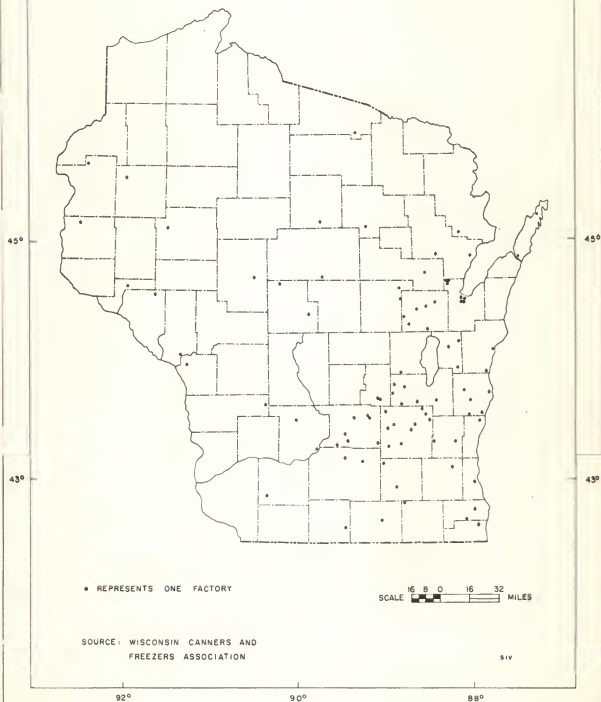 45°
45°
43°
43°
• REPRESENTS ONE FACTORY
16 8 0 16 32
SCALE MILES
SOURCE: WISCONSIN CANNERS AND
FREEZERS ASSOCIATION
SIV
92° 90° 88°